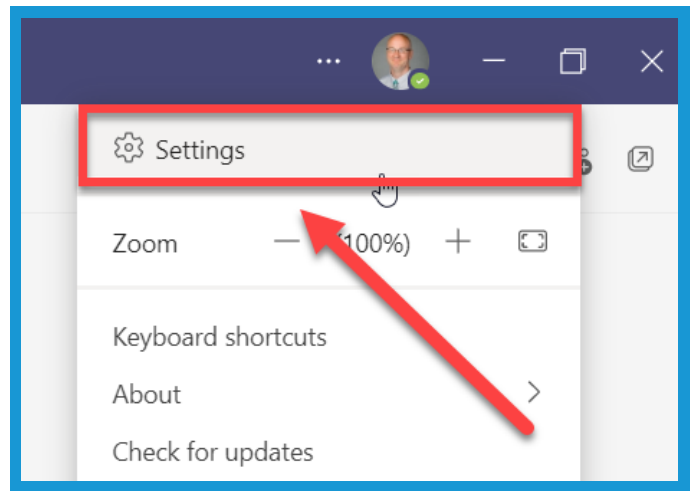 Settings
Zoom (100%)
Keyboard shortcuts
About
Check for updates